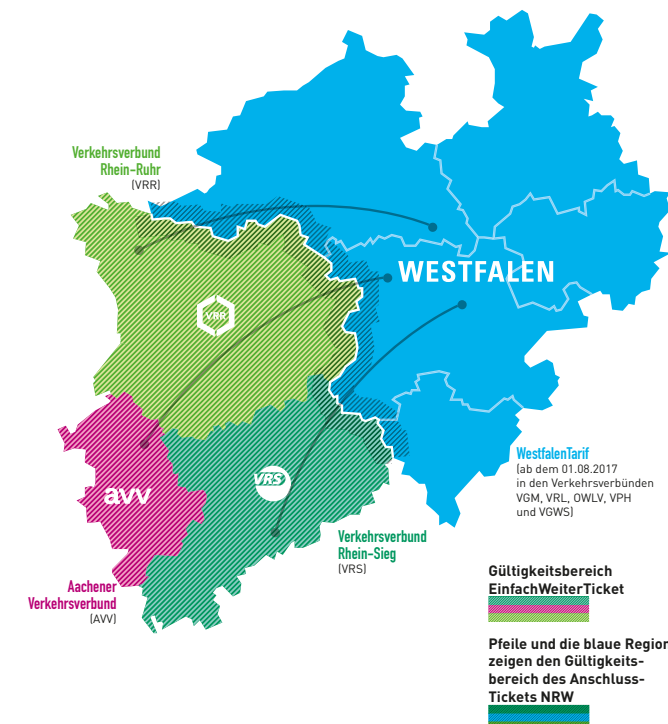 Verkehrsverbund
Rhein-Ruhr
(VRR)
WESTFALEN
VRR
avv
VRS
WestfalenTarif
(ab dem 01.08.2017
in den Verkehrsverbünden
VGM, VRL, OWLV, VPH
und VGWS)
Verkehrsverbund
Rhein-Sieg
(VRS)
Aachener
Verkehrsverbund
(AVV)
Gültigkeitsbereich
EinfachWeiterTicket
Pfeile und die blaue Region
zeigen den Gültigkeits-
bereich des Anschluss-
Tickets NRW